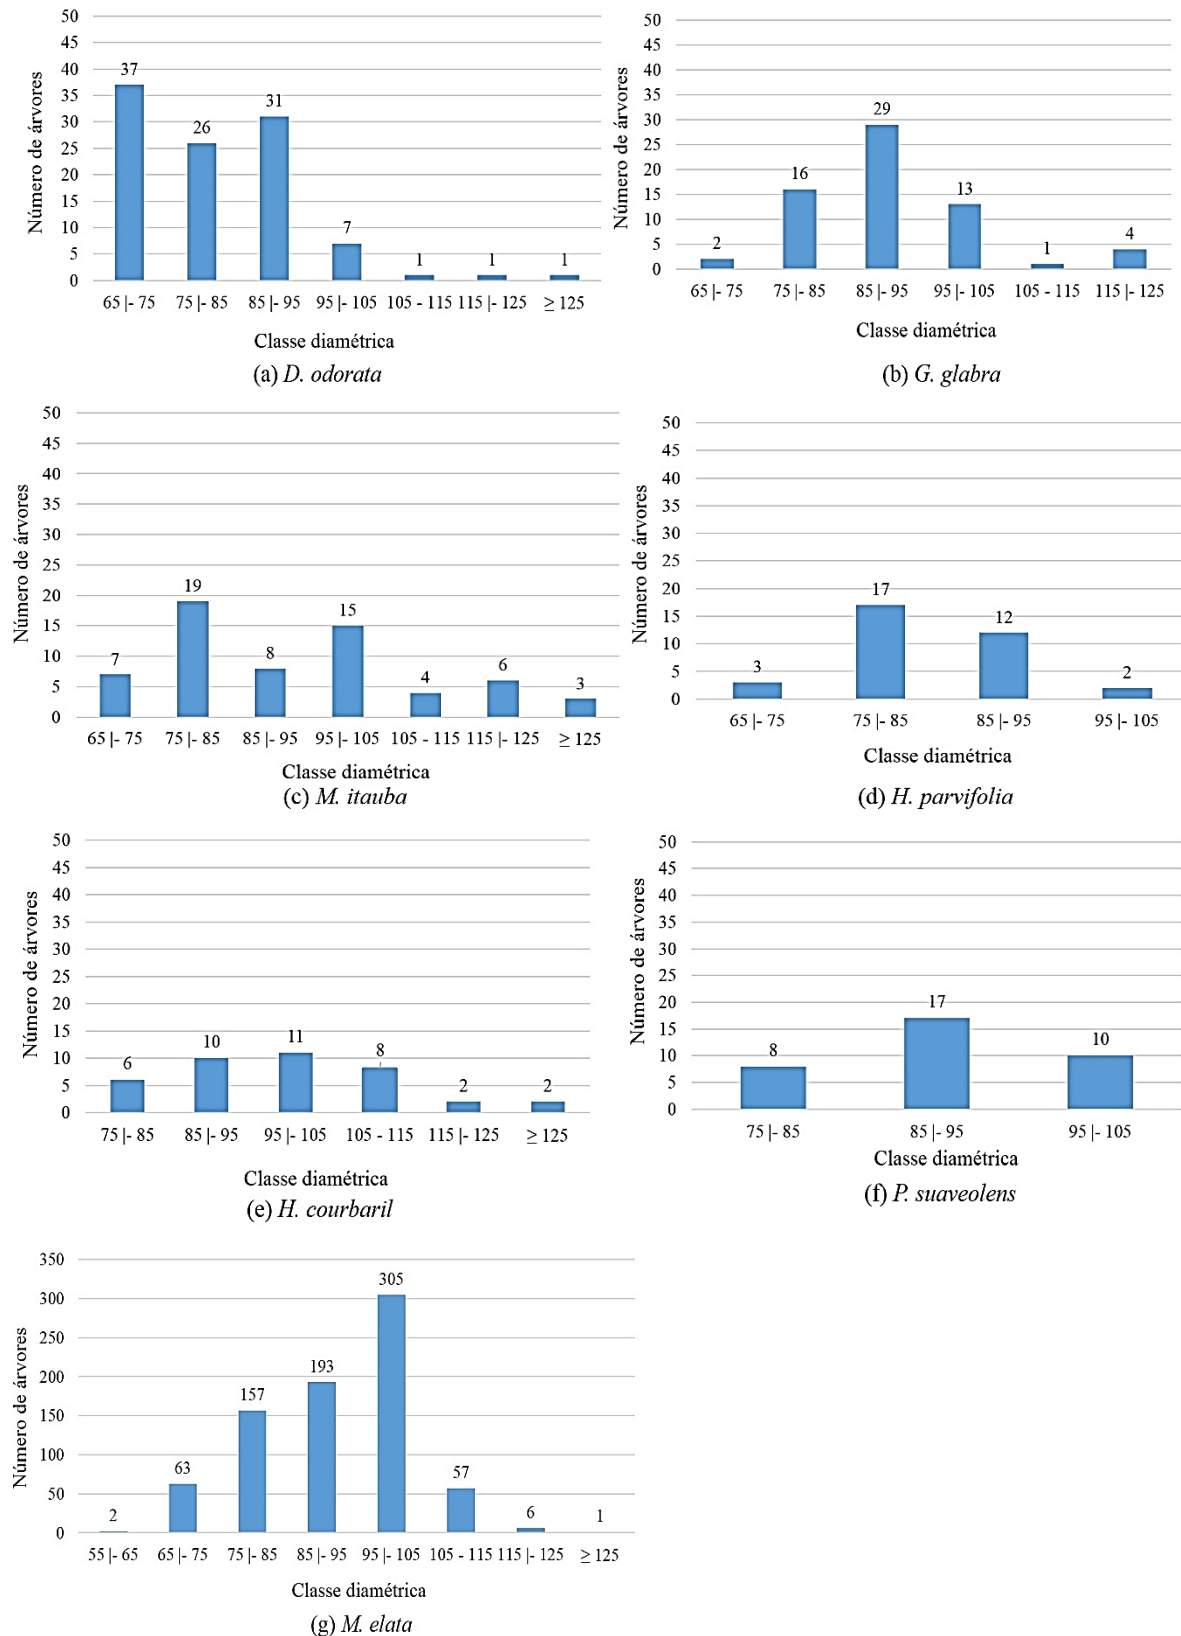 50
45
40
35
30
25
20
15
10
5
0
Número de árvores
37
26
31
7
1
1
1
65 |- 75
75 |- 85
85 |- 95
95 |- 105
105 - 115
115 |- 125
≥ 125
Classe diamétrica
(a) D. odorata
50
45
40
35
30
25
20
15
10
5
0
Número de árvores
2
16
29
13
1
4
65 |- 75
75 |- 85
85 |- 95
95 |- 105
105 - 115
115 |- 125
Classe diamétrica
(b) G. glabra
50
45
40
35
30
25
20
15
10
5
0
Número de árvores
7
19
8
15
4
6
3
65 |- 75
75 |- 85
85 |- 95
95 |- 105
105 - 115
115 |- 125
≥ 125
Classe diamétrica
(c) M. itauba
50
45
40
35
30
25
20
15
10
5
0
Número de árvores
3
17
12
2
65 |- 75
75 |- 85
85 |- 95
95 |- 105
Classe diamétrica
(d) H. parvifolia
50
45
40
35
30
25
20
15
10
5
0
Número de árvores
6
10
11
8
2
2
75 |- 85
85 |- 95
95 |- 105
105 - 115
115 |- 125
≥ 125
Classe diamétrica
(e) H. courbaril
50
45
40
35
30
25
20
15
10
5
0
Número de árvores
8
17
10
75 |- 85
85 |- 95
95 |- 105
Classe diamétrica
(f) P. suaveolens
350
300
250
200
150
100
50
0
Número de árvores
2
63
157
193
305
57
6
1
55 |- 65
65 |- 75
75 |- 85
85 |- 95
95 |- 105
105 - 115
115 |- 125
≥ 125
Classe diamétrica
(g) M. elata